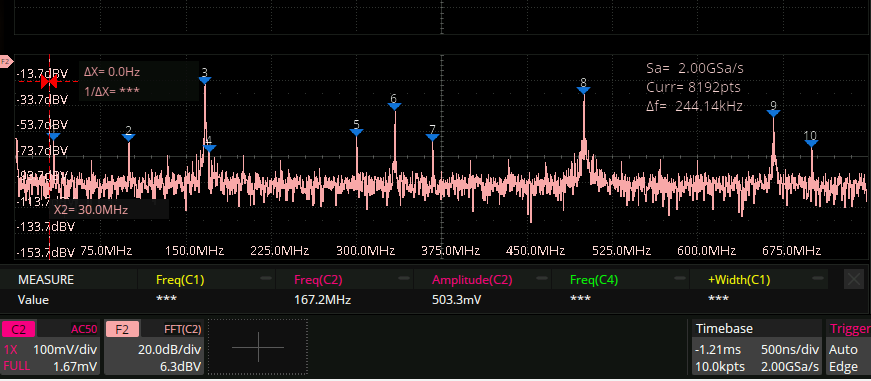 F2
-13.7dBV
ΔX= 0.0Hz
1/ΔX= ***
Sa= 2.00GSa/s
Curr= 8192pts
Δf= 244.14kHz
-33.7dBV
-53.7dBV
-73.7dBV
-133.7dBV
-153.7dBV
2
3
4
5
6
7
8
9
10
X2= 30.0MHz
75.0MHz 150.0MHz 225.0MHz 300.0MHz 375.0MHz 450.0MHz 525.0MHz 600.0MHz 675.0MHz
MEASURE Freq(C1) Freq(C2) Amplitude(C2) Freq(C4) +Width(C1)
Value *** 167.2MHz 503.3mV *** ***
C2 AC50
1X 100mV/div
FULL 1.67mV
F2 FFT(C2)
20.0dB/div
6.3dBV
Timebase
-1.21ms 500ns/div
10.0kpts 2.00GSa/s
Trigger
Auto
Edge